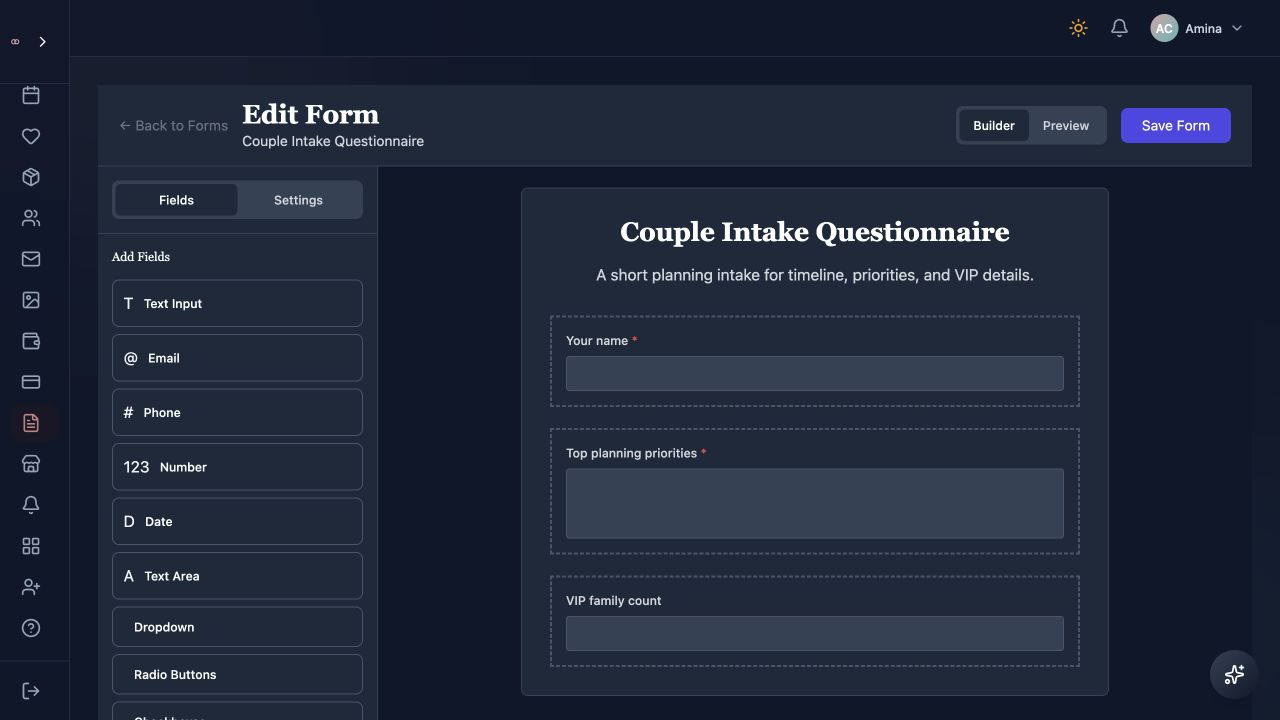 AC Amina
← Back to Forms
Edit Form
Couple Intake Questionnaire
Builder
Preview
Save Form
Fields
Settings
Add Fields
T Text Input
@ Email
# Phone
123 Number
D Date
A Text Area
Dropdown
Radio Buttons
Couple Intake Questionnaire
A short planning intake for timeline, priorities, and VIP details.
Your name *
Top planning priorities *
VIP family count